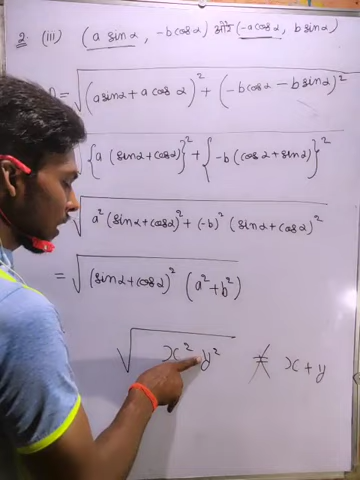 2. (iii) (a sinα, -b cosα) और (-a cosα, b sinα)
= √(a sinα + a cos α)² + (-b cosα - b sinα)²
√{a (sinα + cosα)}² + {-b (cosα + sinα)}²
√a² (sinα + cosα)² + (-b)² (sinα + cosα)²
= √(sinα + cosα)² (a² + b²)
√x² y² ≠ x + y